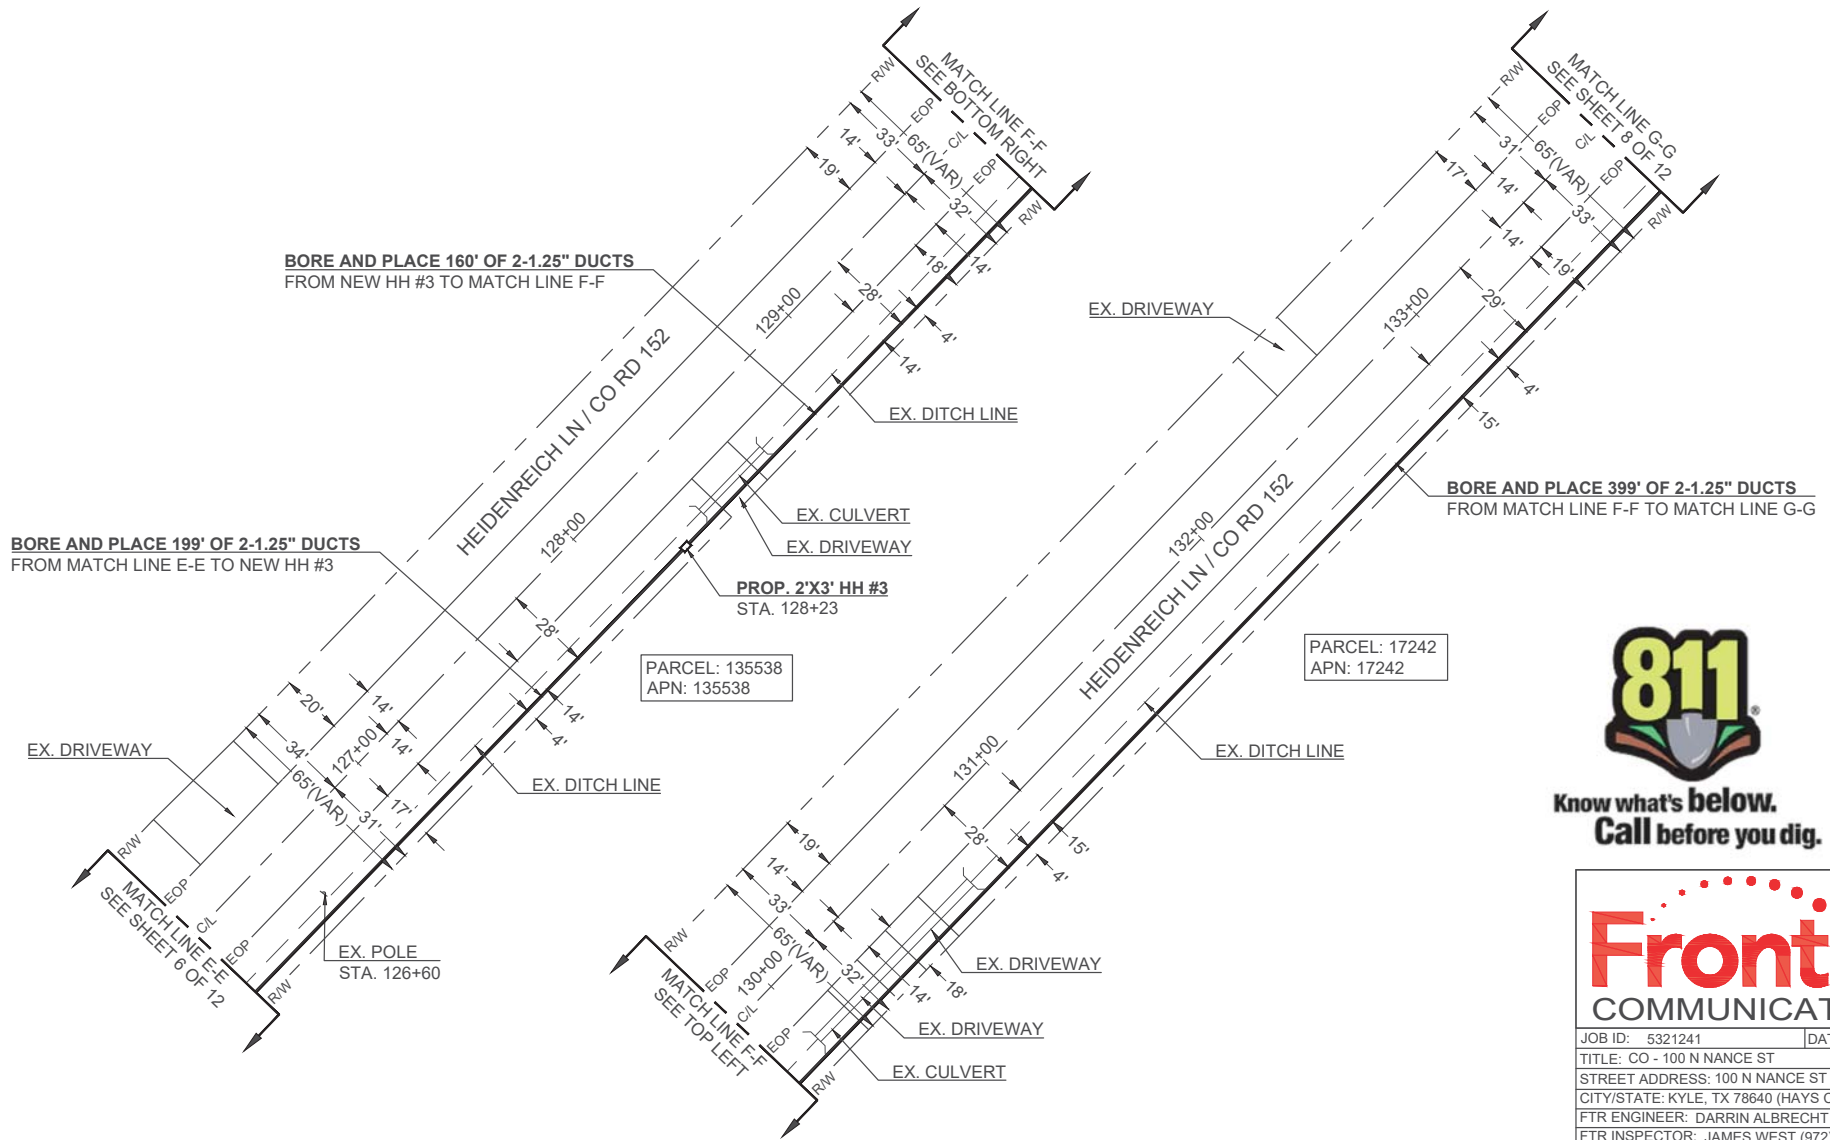 MATCH LINE F-F
SEE BOTTOM RIGHT
R/W
EOP
C/L
EOP
R/W
33'
65'(VAR)
14'
19'
32'
18'
14'
28'
4'
14'
129+00
BORE AND PLACE 160' OF 2-1.25" DUCTS
FROM NEW HH #3 TO MATCH LINE F-F
HEIDENREICH LN / CO RD 152
EX. DITCH LINE
128+00
EX. CULVERT
EX. DRIVEWAY
BORE AND PLACE 199' OF 2-1.25" DUCTS
FROM MATCH LINE E-E TO NEW HH #3
PROP. 2'X3' HH #3
STA. 128+23
28'
PARCEL: 135538
APN: 135538
20'
14'
14'
14'
4'
34'
127+00
65'(VAR)
31'
17'
EX. DRIVEWAY
EX. DITCH LINE
R/W
EOP
C/L
EOP
R/W
MATCH LINE E-E
SEE SHEET 6 OF 12
EX. POLE
STA. 126+60
MATCH LINE G-G
SEE SHEET 8 OF 12
R/W
EOP
C/L
EOP
R/W
31'
65'(VAR)
17'
14'
33'
14'
19'
29'
133+00
EX. DRIVEWAY
4'
15'
BORE AND PLACE 399' OF 2-1.25" DUCTS
FROM MATCH LINE F-F TO MATCH LINE G-G
132+00
HEIDENREICH LN / CO RD 152
PARCEL: 17242
APN: 17242
EX. DITCH LINE
131+00
28'
15'
4'
19'
14'
33'
65'(VAR)
32'
14'
18'
130+00
EX. DRIVEWAY
EX. DRIVEWAY
EX. CULVERT
R/W
EOP
C/L
EOP
R/W
MATCH LINE F-F
SEE TOP LEFT
811
®
Know what's below.
Call before you dig.
Front
COMMUNICAT
JOB ID: 5321241 DAT
TITLE: CO - 100 N NANCE ST
STREET ADDRESS: 100 N NANCE ST
CITY/STATE: KYLE, TX 78640 (HAYS C
FTR ENGINEER: DARRIN ALBRECHT
FTR INSPECTOR: JAMES WEST (972